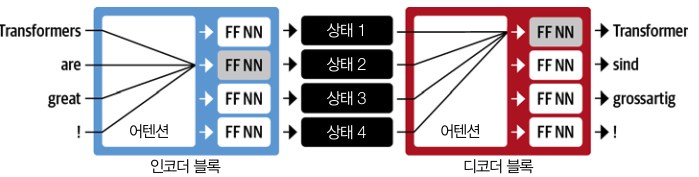 Transformers FF NN 상태 1 FF NN Transformer
are FF NN 상태 2 FF NN sind
great FF NN 상태 3 FF NN grossartig
! 어텐션 FF NN 상태 4 어텐션 FF NN !
인코더 블록 디코더 블록